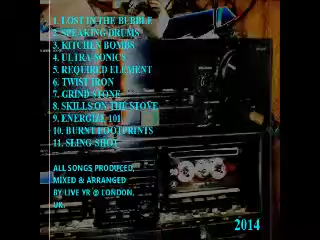 1. LOST IN THE BUBBLE
2. SPEAKING DRUMS
3. KITCHEN BOMBS
4. ULTRA-SONICS
5. REQUIRED ELEMENT
6. TWIST IRON
7. GRIND STONE
8. SKILLS ON THE STOVE
9. ENERGIZE 101
10. BURNT FOOTPRINTS
11. SLING SHOT
ALL SONGS PRODUCED,
MIXED & ARRANGED
BY LIVE YR @ LONDON.
UK.
2014